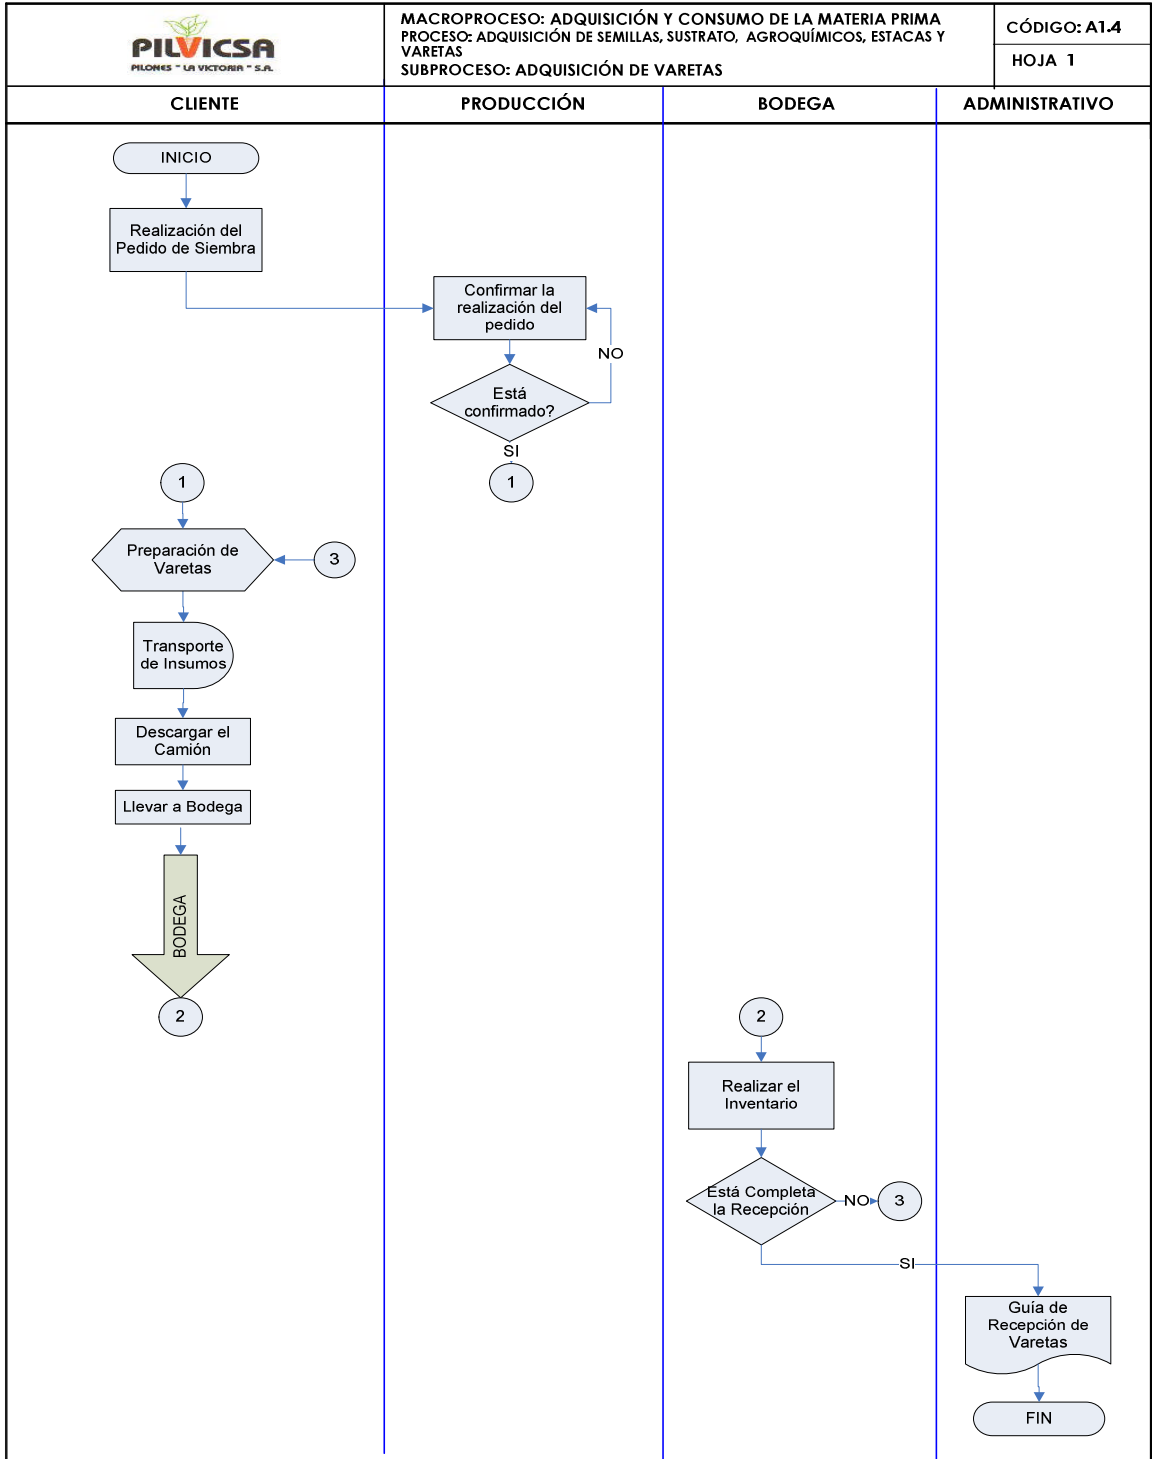 PILVICSA
PILONES "LA VICTORIA" S.A.
MACROPROCESO: ADQUISICIÓN Y CONSUMO DE LA MATERIA PRIMA
PROCESO: ADQUISICIÓN DE SEMILLAS, SUSTRATO, AGROQUÍMICOS, ESTACAS Y
VARETAS
SUBPROCESO: ADQUISICIÓN DE VARETAS
CÓDIGO: A1.4
HOJA 1
CLIENTE
PRODUCCIÓN
BODEGA
ADMINISTRATIVO
INICIO
Realización del
Pedido de Siembra
Confirmar la
realización del
pedido
NO
Está
confirmado?
SI
1
1
Preparación de
Varetas
3
Transporte
de Insumos
Descargar el
Camión
Llevar a Bodega
BODEGA
2
2
Realizar el
Inventario
Está Completa
la Recepción
NO
3
SI
Guía de
Recepción de
Varetas
FIN